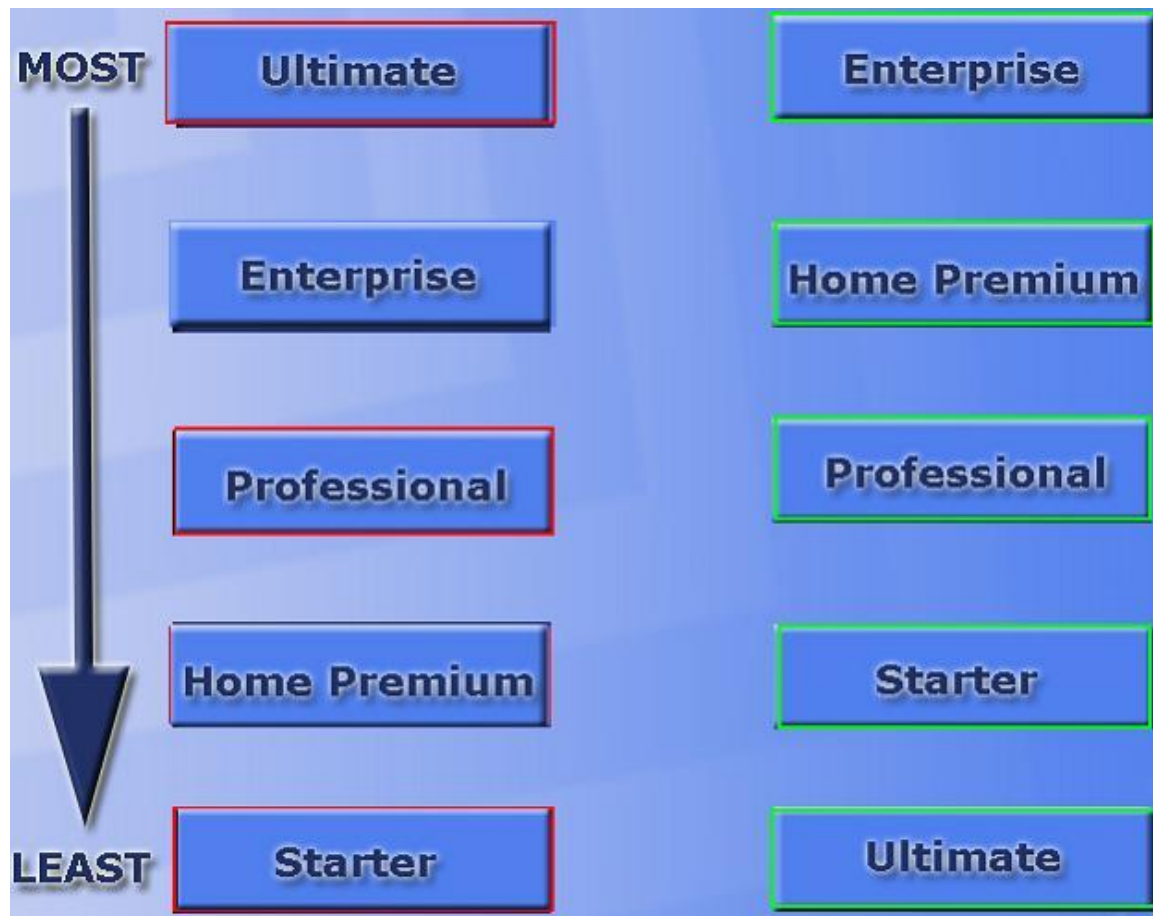 MOST
Ultimate
Enterprise
Enterprise
Home Premium
Professional
Professional
Home Premium
Starter
LEAST
Starter
Ultimate